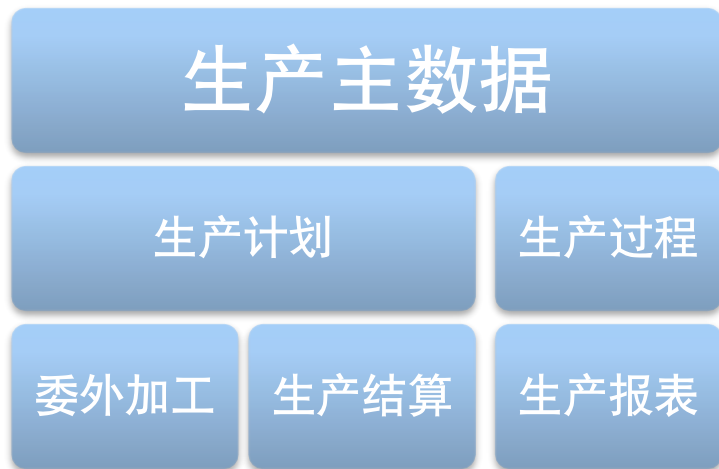 生产主数据
生产计划
生产过程
委外加工
生产结算
生产报表